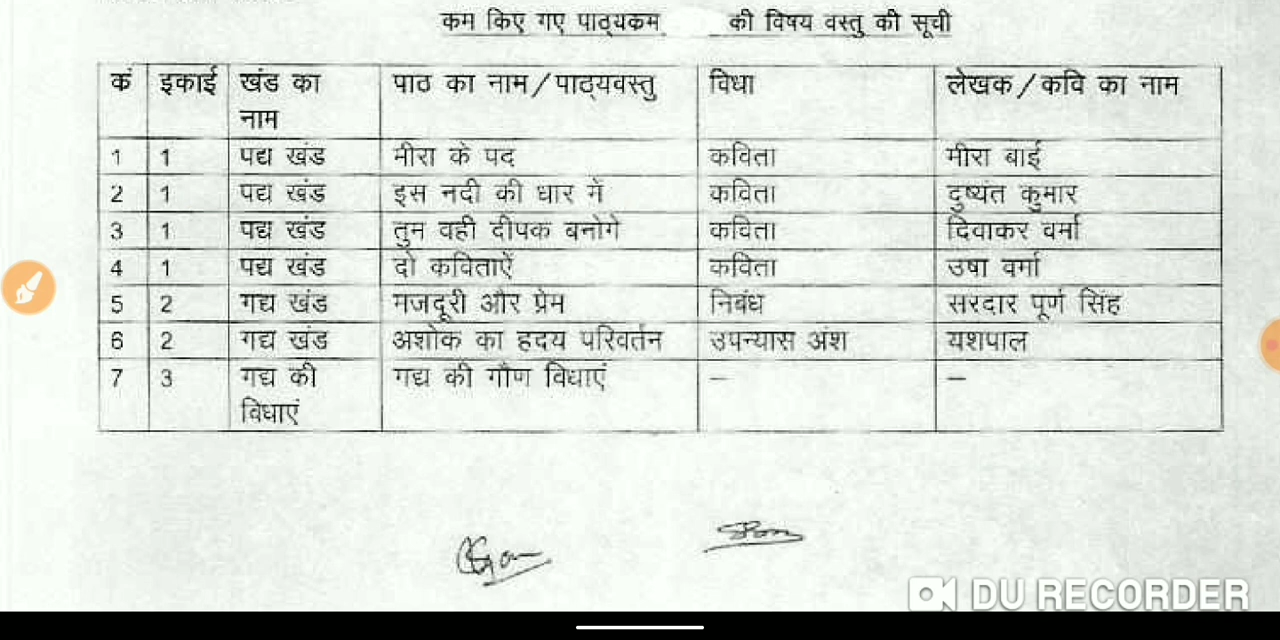 कम किए गए पाठ्यकम की विषय वस्तु की सूची
कं इकाई खंड का नाम पाठ का नाम/पाठ्यवस्तु विधा लेखक/कवि का नाम
1 1 पद्य खंड मीरा के पद कविता मीरा बाई
2 1 पद्य खंड इस नदी की धार में कविता दुष्यंत कुमार
3 1 पद्य खंड तुम वही दीपक बनोगे कविता दिवाकर वर्मा
4 1 पद्य खंड दो कविताऐं कविता उषा वर्मा
5 2 गद्य खंड मजदूरी और प्रेम निबंध सरदार पूर्ण सिंह
6 2 गद्य खंड अशोक का हदय परिवर्तन उपन्यास अंश यशपाल
7 3 गद्य की विधाएं गद्य की गौण विधाएं – –
DU RECORDER